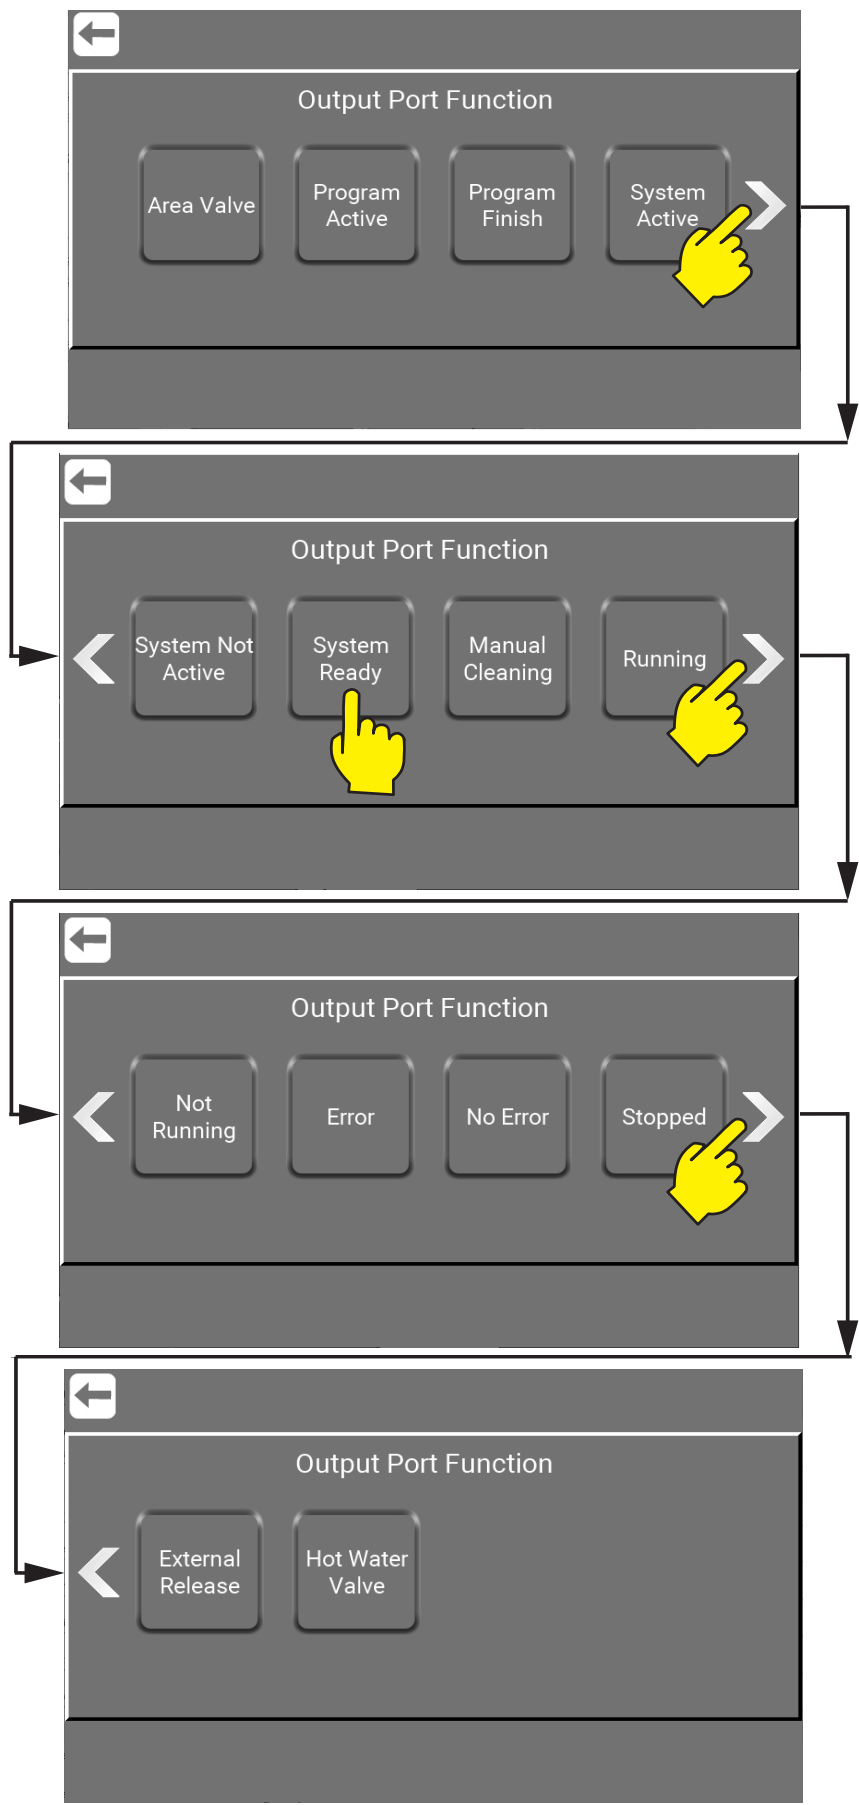 Output Port Function
Area Valve
Program
Active
Program
Finish
System
Active
Output Port Function
System Not
Active
System
Ready
Manual
Cleaning
Running
Output Port Function
Not
Running
Error
No Error
Stopped
Output Port Function
External
Release
Hot Water
Valve